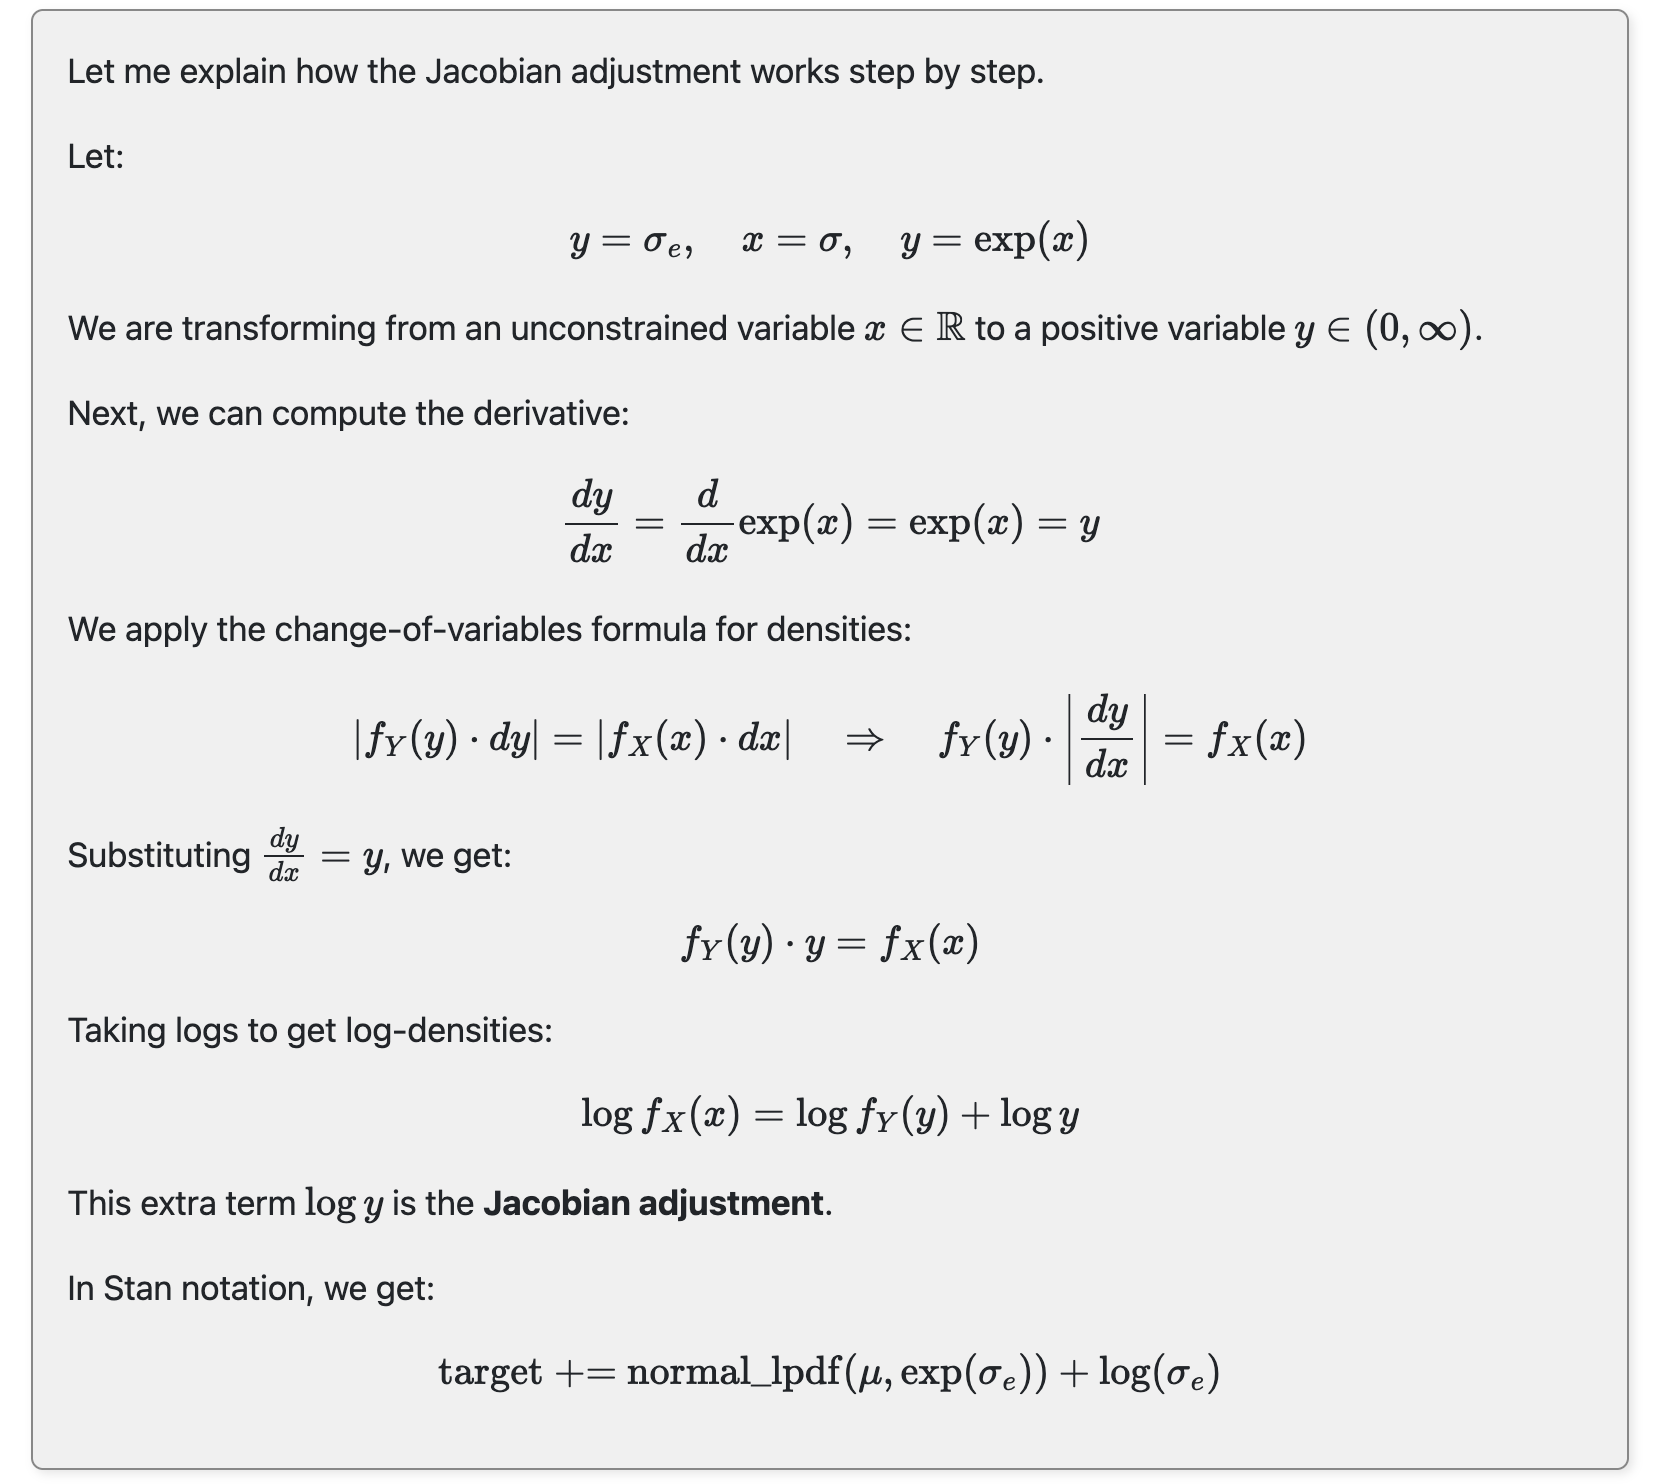 Let me explain how the Jacobian adjustment works step by step.
Let:
y = σₑ,  x = σ,  y = exp(x)
We are transforming from an unconstrained variable x ∈ ℝ to a positive variable y ∈ (0, ∞).
Next, we can compute the derivative:
dy/dx = d/dx exp(x) = exp(x) = y
We apply the change-of-variables formula for densities:
|f_Y(y) · dy| = |f_X(x) · dx|  ⇒  f_Y(y) · |dy/dx| = f_X(x)
Substituting dy/dx = y, we get:
f_Y(y) · y = f_X(x)
Taking logs to get log-densities:
log f_X(x) = log f_Y(y) + log y
This extra term log y is the Jacobian adjustment.
In Stan notation, we get:
target += normal_lpdf(μ, exp(σₑ)) + log(σₑ)